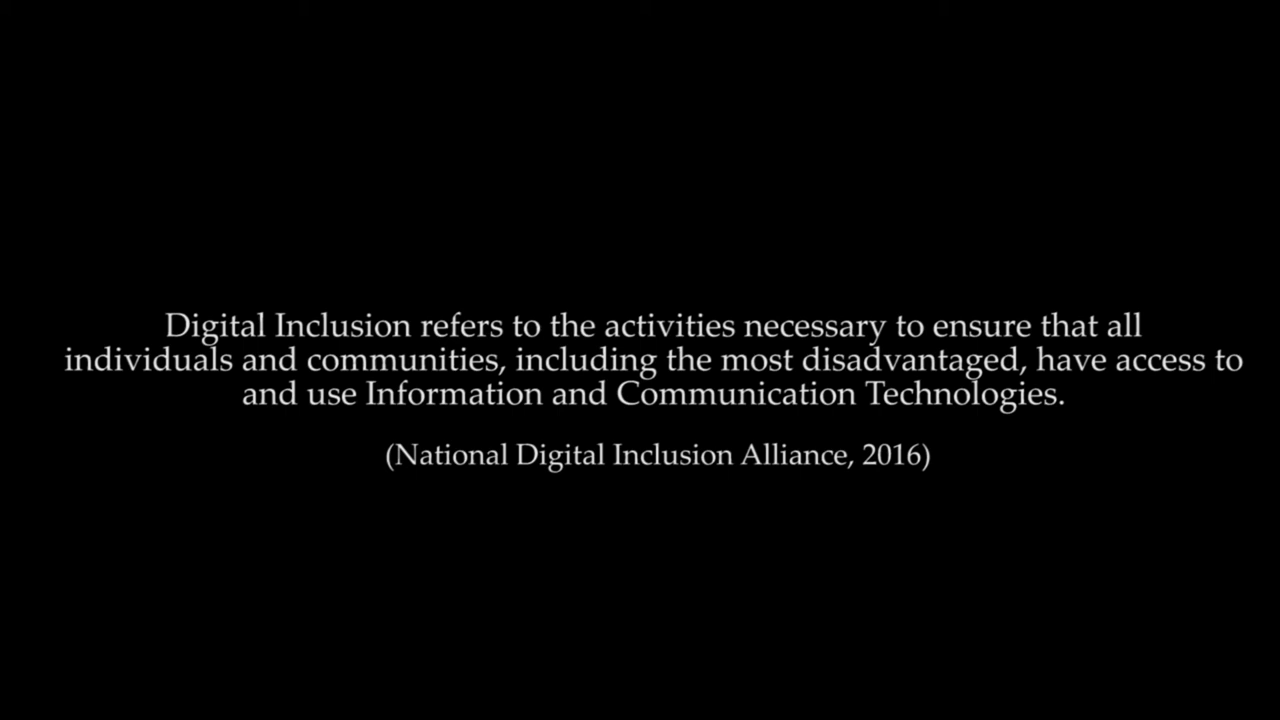 Digital Inclusion refers to the activities necessary to ensure that all
individuals and communities, including the most disadvantaged, have access to
and use Information and Communication Technologies.
(National Digital Inclusion Alliance, 2016)